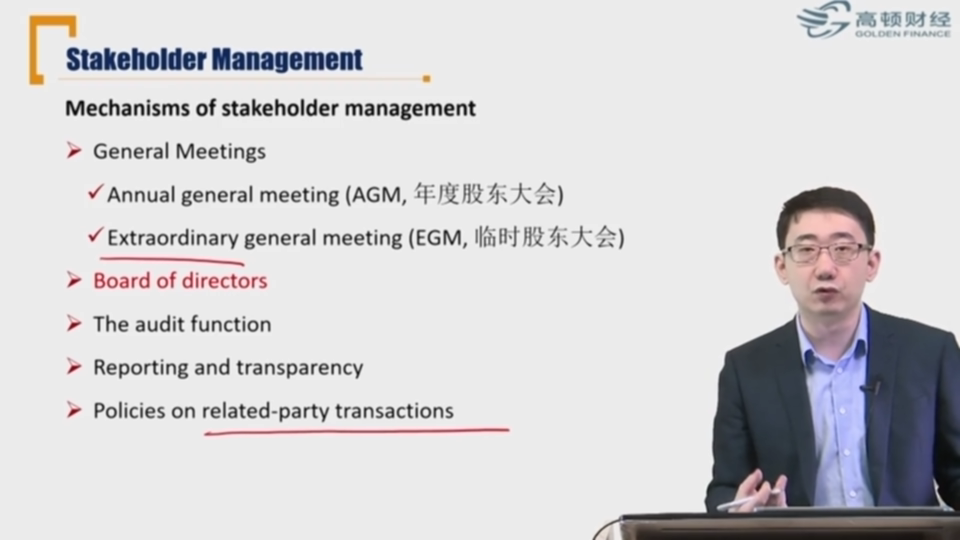 高顿财经
GOLDEN FINANCE
Stakeholder Management
Mechanisms of stakeholder management
General Meetings
Annual general meeting (AGM, 年度股东大会)
Extraordinary general meeting (EGM, 临时股东大会)
Board of directors
The audit function
Reporting and transparency
Policies on related-party transactions